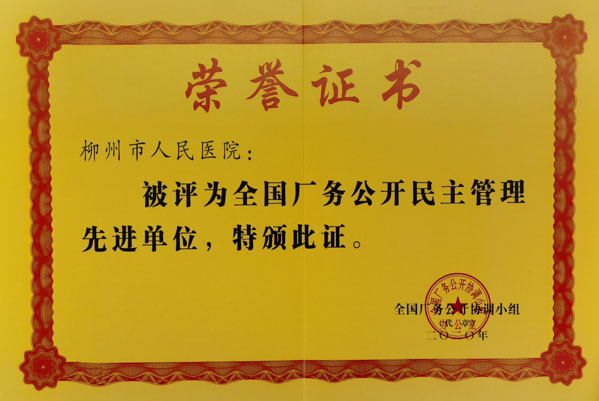 荣誉证书
柳州市人民医院：
被评为全国厂务公开民主管理
先进单位，特颁此证。
全国厂务公开协调小组
代章
二〇一〇年